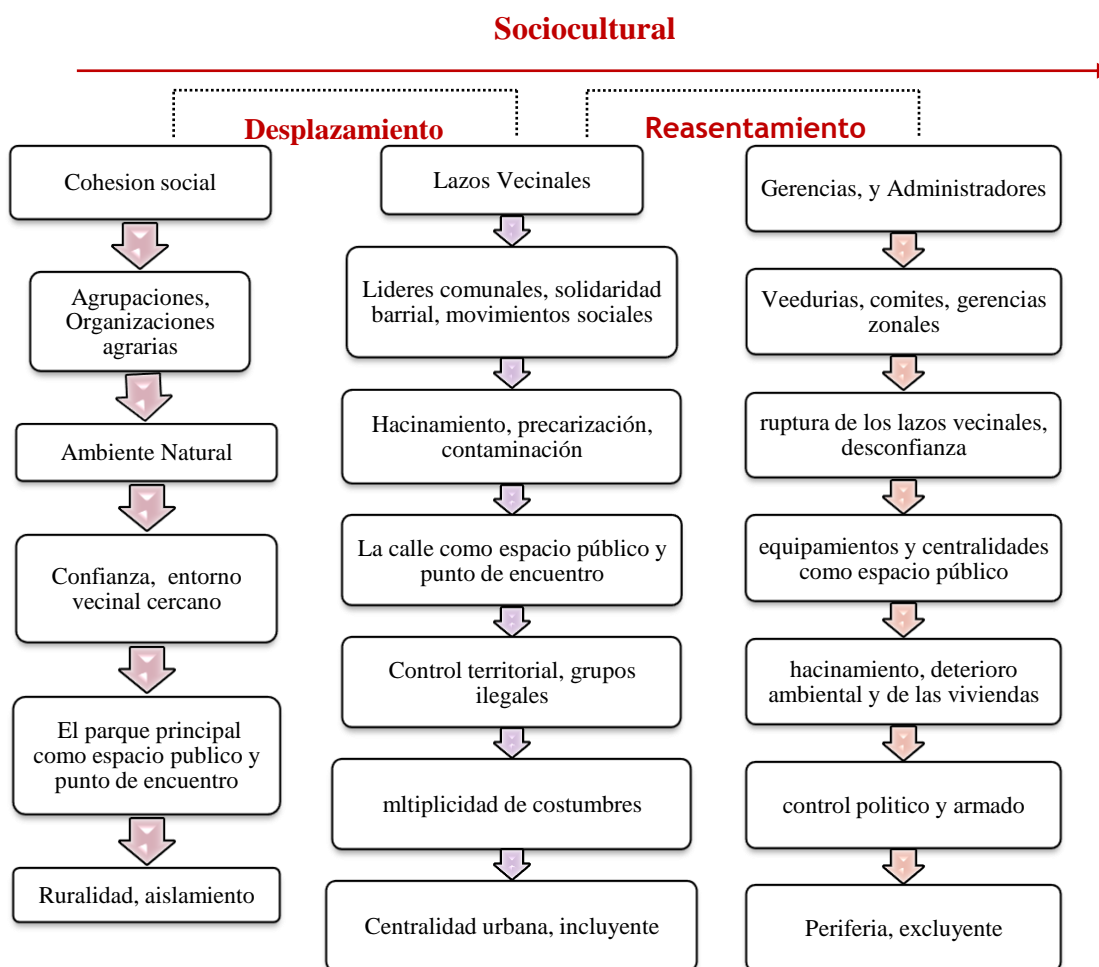 Sociocultural
Desplazamiento
Reasentamiento
Cohesion social
Agrupaciones,
Organizaciones
agrarias
Ambiente Natural
Confianza, entorno
vecinal cercano
El parque principal
como espacio publico y
punto de encuentro
Ruralidad, aislamiento
Lazos Vecinales
Lideres comunales, solidaridad
barrial, movimientos sociales
Hacinamiento, precarización,
contaminación
La calle como espacio público y
punto de encuentro
Control territorial, grupos
ilegales
mltiplicidad de costumbres
Centralidad urbana, incluyente
Gerencias, y Administradores
Veedurias, comites, gerencias
zonales
ruptura de los lazos vecinales,
desconfianza
equipamientos y centralidades
como espacio público
hacinamiento, deterioro
ambiental y de las viviendas
control politico y armado
Periferia, excluyente